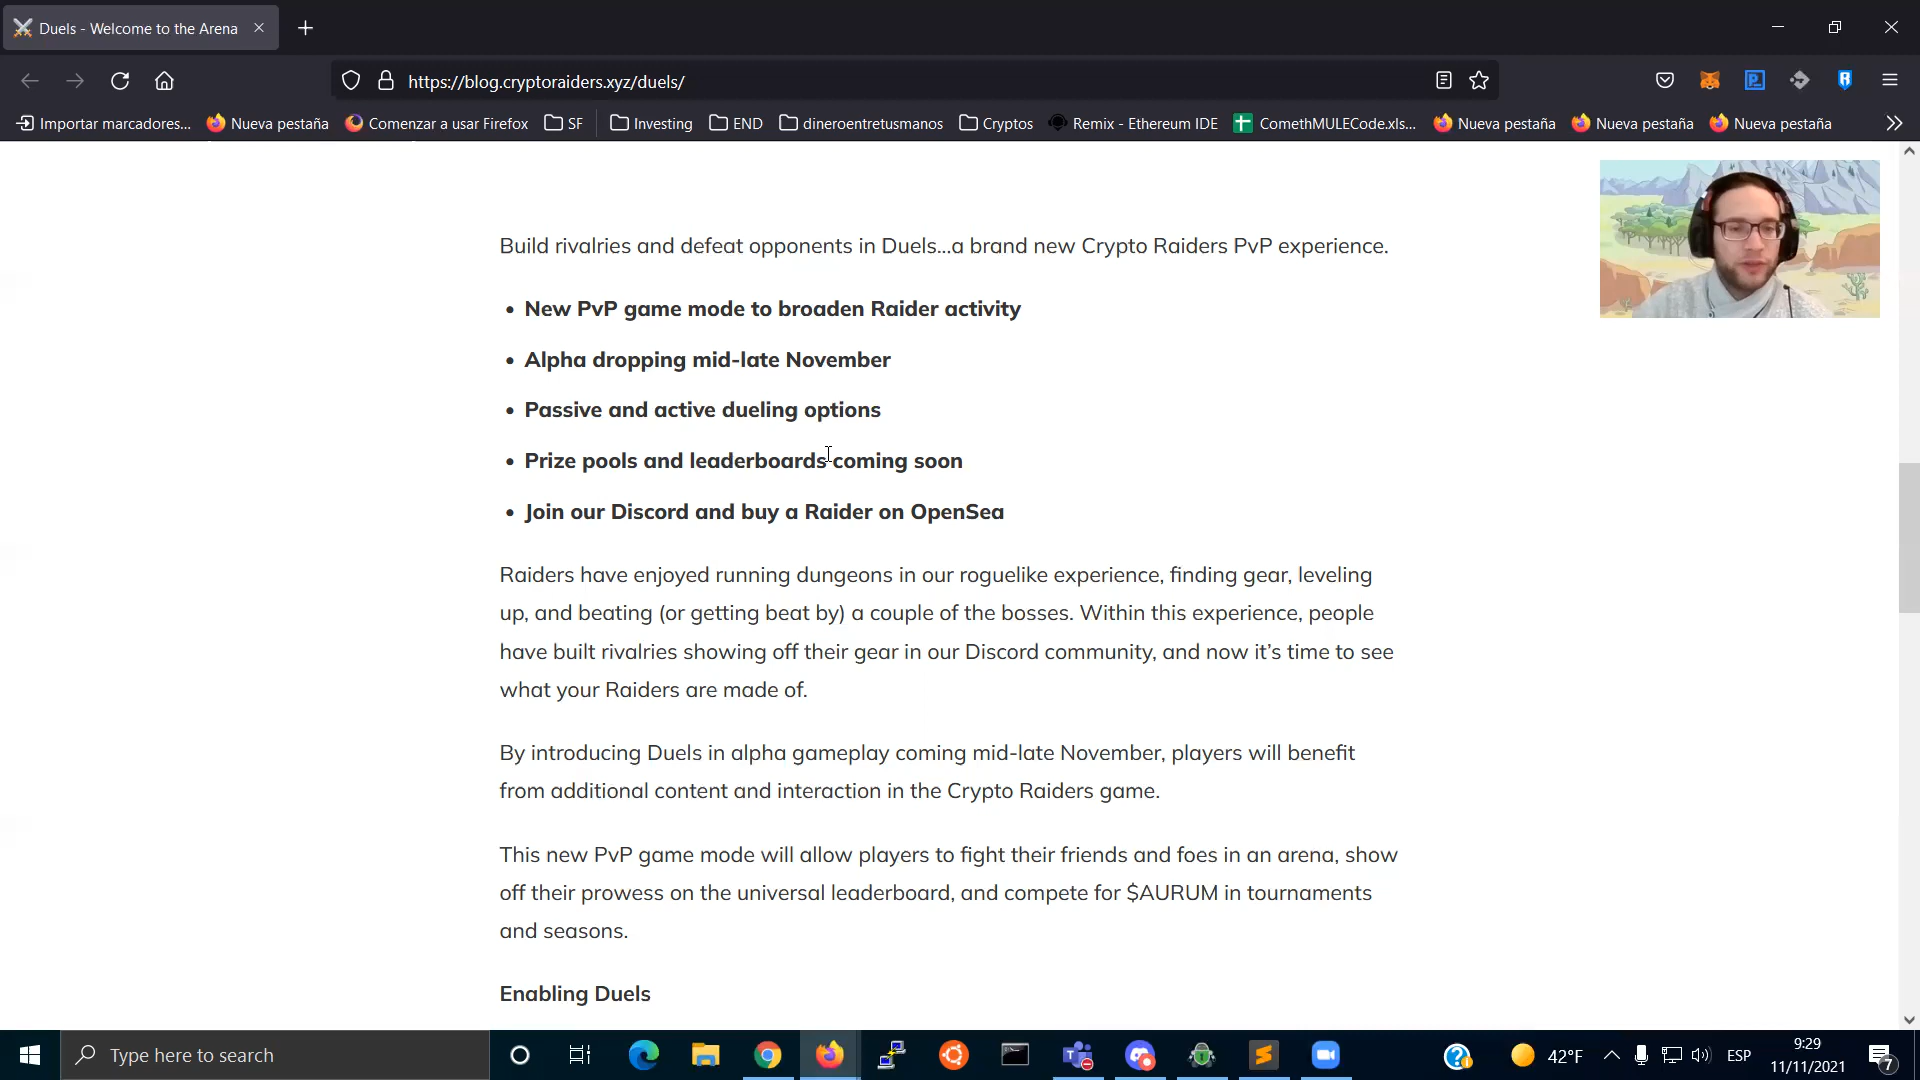 Duels - Welcome to the Arena
https://blog.cryptoraiders.xyz/duels/
Importar marcadores... Nueva pestaña Comenzar a usar Firefox SF Investing END dineroentretusmanos Cryptos Remix - Ethereum IDE ComethMULECode.xls... Nueva pestaña Nueva pestaña Nueva pestaña
Build rivalries and defeat opponents in Duels...a brand new Crypto Raiders PvP experience.
• New PvP game mode to broaden Raider activity
• Alpha dropping mid-late November
• Passive and active dueling options
• Prize pools and leaderboards coming soon
• Join our Discord and buy a Raider on OpenSea
Raiders have enjoyed running dungeons in our roguelike experience, finding gear, leveling
up, and beating (or getting beat by) a couple of the bosses. Within this experience, people
have built rivalries showing off their gear in our Discord community, and now it's time to see
what your Raiders are made of.
By introducing Duels in alpha gameplay coming mid-late November, players will benefit
from additional content and interaction in the Crypto Raiders game.
This new PvP game mode will allow players to fight their friends and foes in an arena, show
off their prowess on the universal leaderboard, and compete for $AURUM in tournaments
and seasons.
Enabling Duels
Type here to search
42°F
ESP
9:29
11/11/2021
7